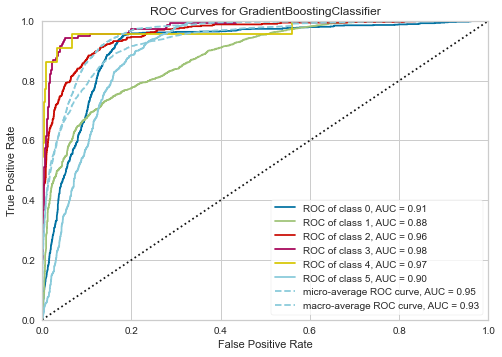 ROC Curves for GradientBoostingClassifier
1.0
0.8
0.6
0.4
0.2
0.0
True Positive Rate
ROC of class 0, AUC = 0.91
ROC of class 1, AUC = 0.88
ROC of class 2, AUC = 0.96
ROC of class 3, AUC = 0.98
ROC of class 4, AUC = 0.97
ROC of class 5, AUC = 0.90
micro-average ROC curve, AUC = 0.95
macro-average ROC curve, AUC = 0.93
0.0 0.2 0.4 0.6 0.8 1.0
False Positive Rate